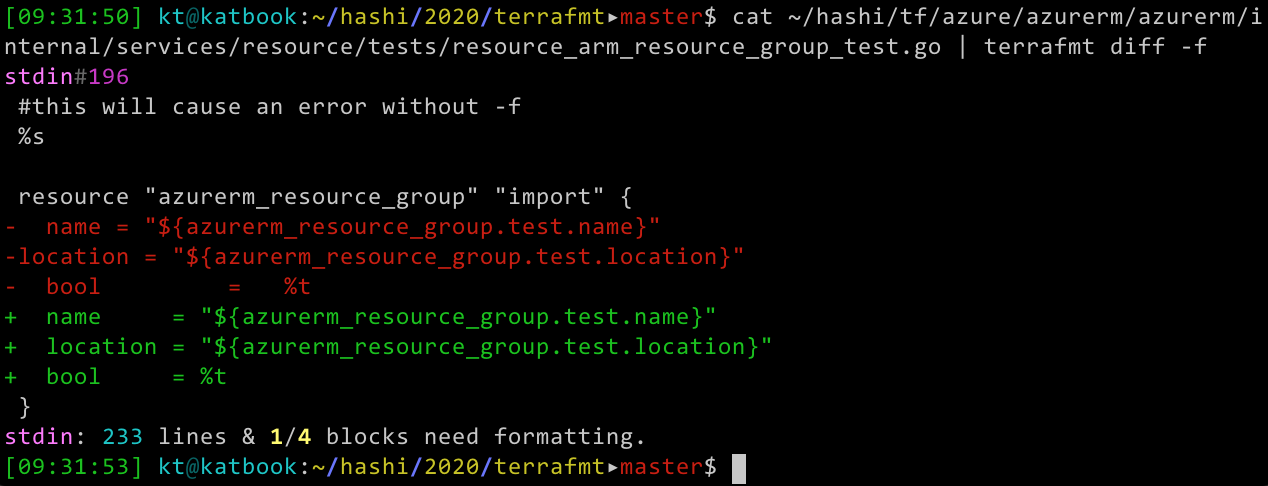 [09:31:50] kt@katbook:~/hashi/2020/terrafmt▸master$ cat ~/hashi/tf/azure/azurerm/azurerm/i
nternal/services/resource/tests/resource_arm_resource_group_test.go | terrafmt diff -f
stdin#196
 #this will cause an error without -f
 %s

 resource "azurerm_resource_group" "import" {
-  name = "${azurerm_resource_group.test.name}"
-location = "${azurerm_resource_group.test.location}"
-  bool         =   %t
+  name     = "${azurerm_resource_group.test.name}"
+  location = "${azurerm_resource_group.test.location}"
+  bool     = %t
 }
stdin: 233 lines & 1/4 blocks need formatting.
[09:31:53] kt@katbook:~/hashi/2020/terrafmt▸master$